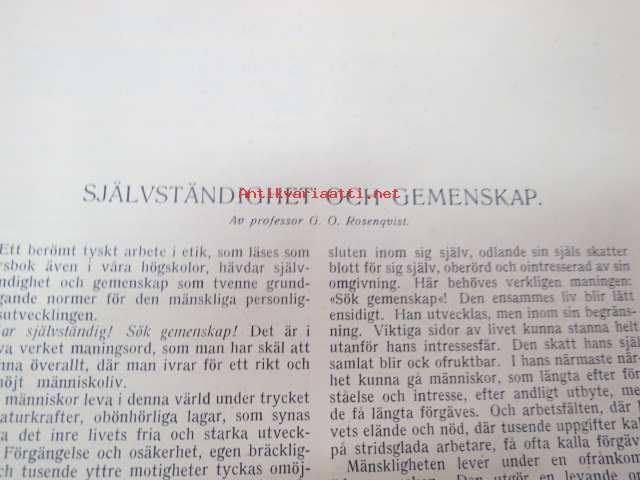 Antikvariaatti.net
SJÄLVSTÄNDIGHET OCH GEMENSKAP.
Av professor G. O. Rosenqvist.
Ett berömt tyskt arbete i etik, som läses som
rsbok även i våra högskolor, hävdar själv-
ndighet och gemenskap som tvenne grund-
gande normer för den mänskliga personlig-
sutvecklingen.
ar självständig! Sök gemenskap! Det är i
va verket maningsord, som man har skäl att
nna överallt, där man ivrar för ett rikt och
möjt människoliv.
människor leva i denna värld under trycket
aturkrafter, obönhörliga lagar, som synas
a det inre livets fria och starka utveck-
Förgängelse och osäkerhet, egen bräcklig-
ch tusende yttre motigheter tyckas omöj-
sluten inom sig själv, odlande sin själs skatter
blott för sig själv, oberörd och ointresserad av sin
omgivning. Här behöves verkligen maningen:
«Sök gemenskap«! Den ensammes liv blir lätt
ensidigt. Han utvecklas, men inom sin begräns-
ning. Viktiga sidor av livet kunna stanna helt
utanför hans intressesfär. Den skatt hans själ
samlat blir ock ofruktbar. I hans närmaste när-
het kunna gå människor, som längta efter för-
ståelse och intresse, efter andligt utbyte, me
de få längta förgäves. Och arbetsfälten, där l
vets elände och nöd, där tusende uppgifter kal
på stridsglada arbetare, få ofta kalla förgäv
Mänskligheten lever under en ofrånkom
Den utgör en levande or